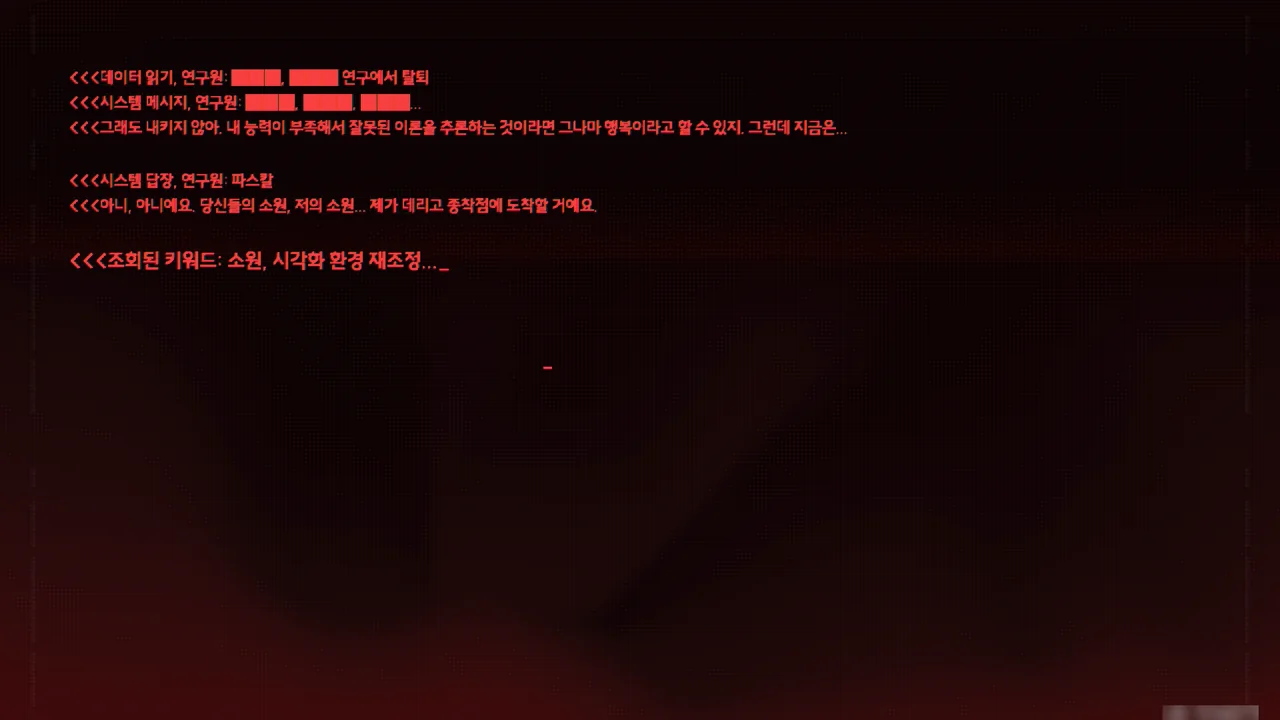 <<<데이터 읽기, 연구원: █████, █████ 연구에서 탈퇴
<<<시스템 메시지, 연구원: █████, █████, █████...
<<<그래도 내키지 않아. 내 능력이 부족해서 잘못된 이론을 추론하는 것이라면 그나마 행복이라고 할 수 있지. 그런데 지금은...
<<<시스템 답장, 연구원: 파스칼
<<<아니, 아니에요. 당신들의 소원, 저의 소원... 제가 데리고 종착점에 도착할 거예요.
<<<조회된 키워드: 소원, 시각화 환경 재조정..._